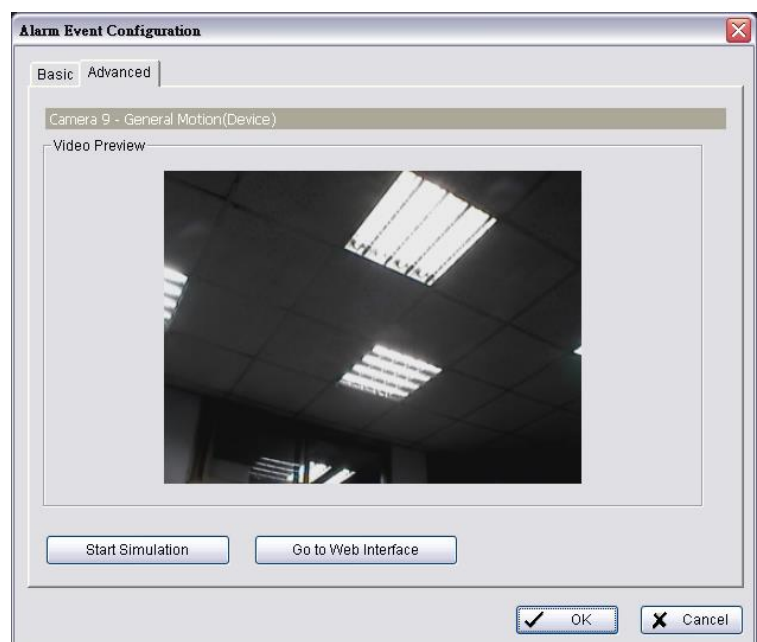 Alarm Event Configuration
Basic Advanced
Camera 9 - General Motion(Device)
Video Preview
Start Simulation Go to Web Interface
OK Cancel